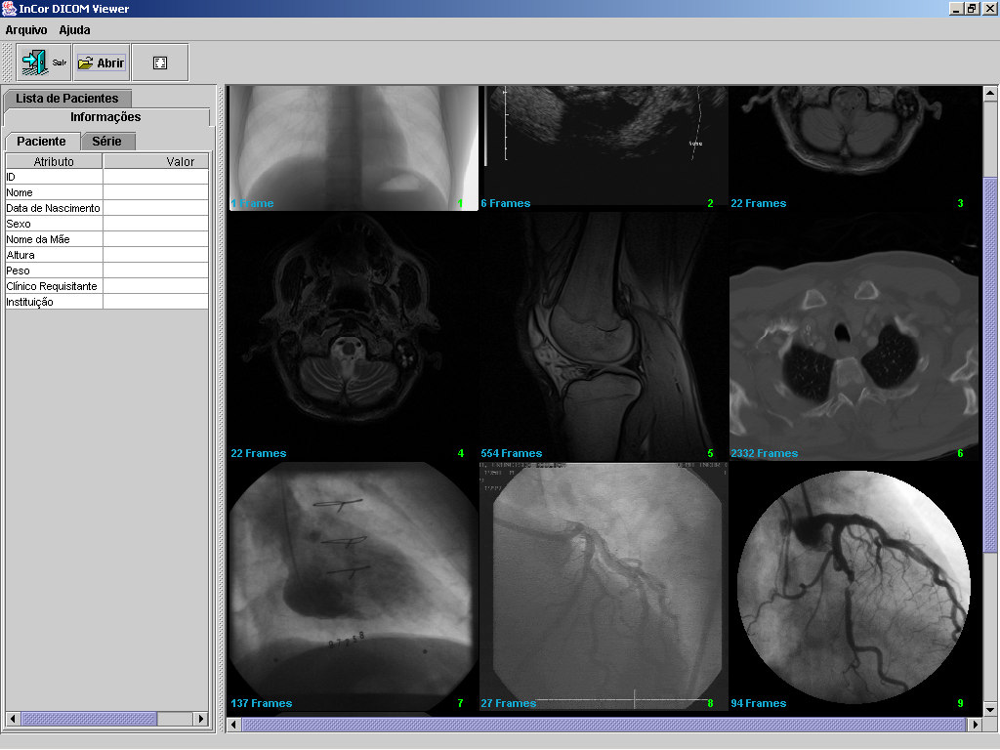 InCor DICOM Viewer
Arquivo Ajuda
Sair Abrir
Lista de Pacientes
Informações
Paciente Série
Atributo Valor
ID
Nome
Data de Nascimento
Sexo
Nome da Mãe
Altura
Peso
Clínico Requisitante
Instituição
None
1 Frame 1
6 Frames 2
22 Frames 3
22 Frames 4
554 Frames 5
2332 Frames 6
07258
137 Frames 7
27 Frames 8
94 Frames 9